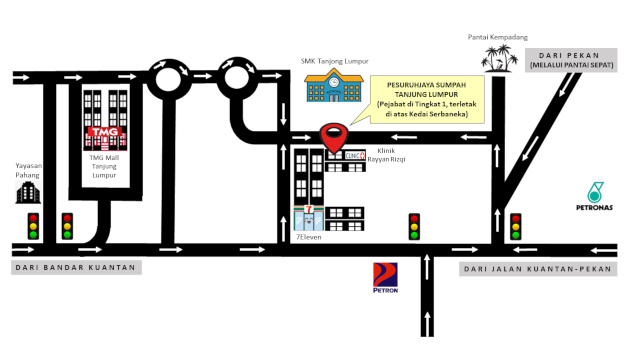 Pantai Kempadang
DARI PEKAN
(MELALUI PANTAI SEPAT)
SMK Tanjong Lumpur
PESURUHJAYA SUMPAH
TANJUNG LUMPUR
(Pejabat di Tingkat 1, terletak
di atas Kedai Serbaneka)
TMG
TMG Mall
Tanjung
Lumpur
Yayasan
Pahang
CLINIC
Klinik
Rayyan Rizqi
7
7Eleven
PETRONAS
DARI BANDAR KUANTAN
PETRON
DARI JALAN KUANTAN-PEKAN